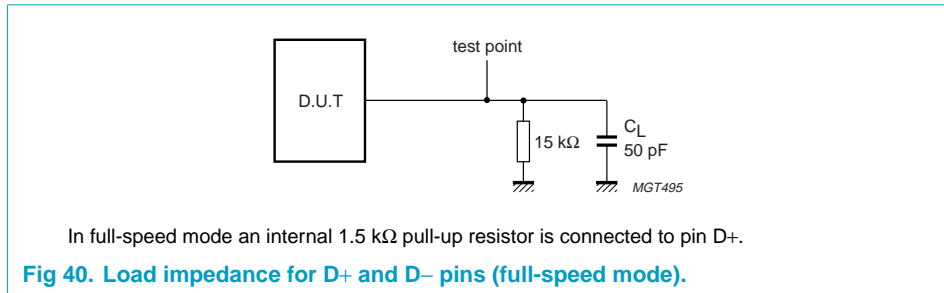 test point
D.U.T
15 kΩ
CL
50 pF
MGT495
In full-speed mode an internal 1.5 kΩ pull-up resistor is connected to pin D+.
Fig 40. Load impedance for D+ and D− pins (full-speed mode).